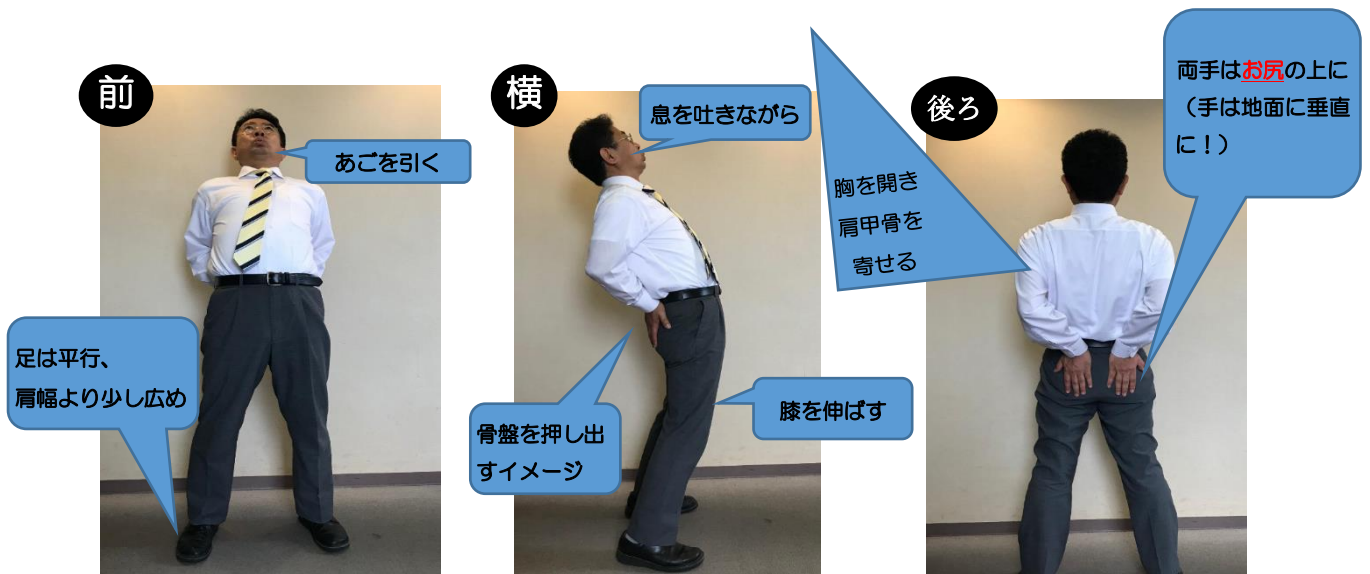 前
あごを引く
足は平行、
肩幅より少し広め
横
息を吐きながら
骨盤を押し出
すイメージ
膝を伸ばす
後ろ
胸を開き
肩甲骨を
寄せる
両手はお尻の上に
（手は地面に垂直
に！）